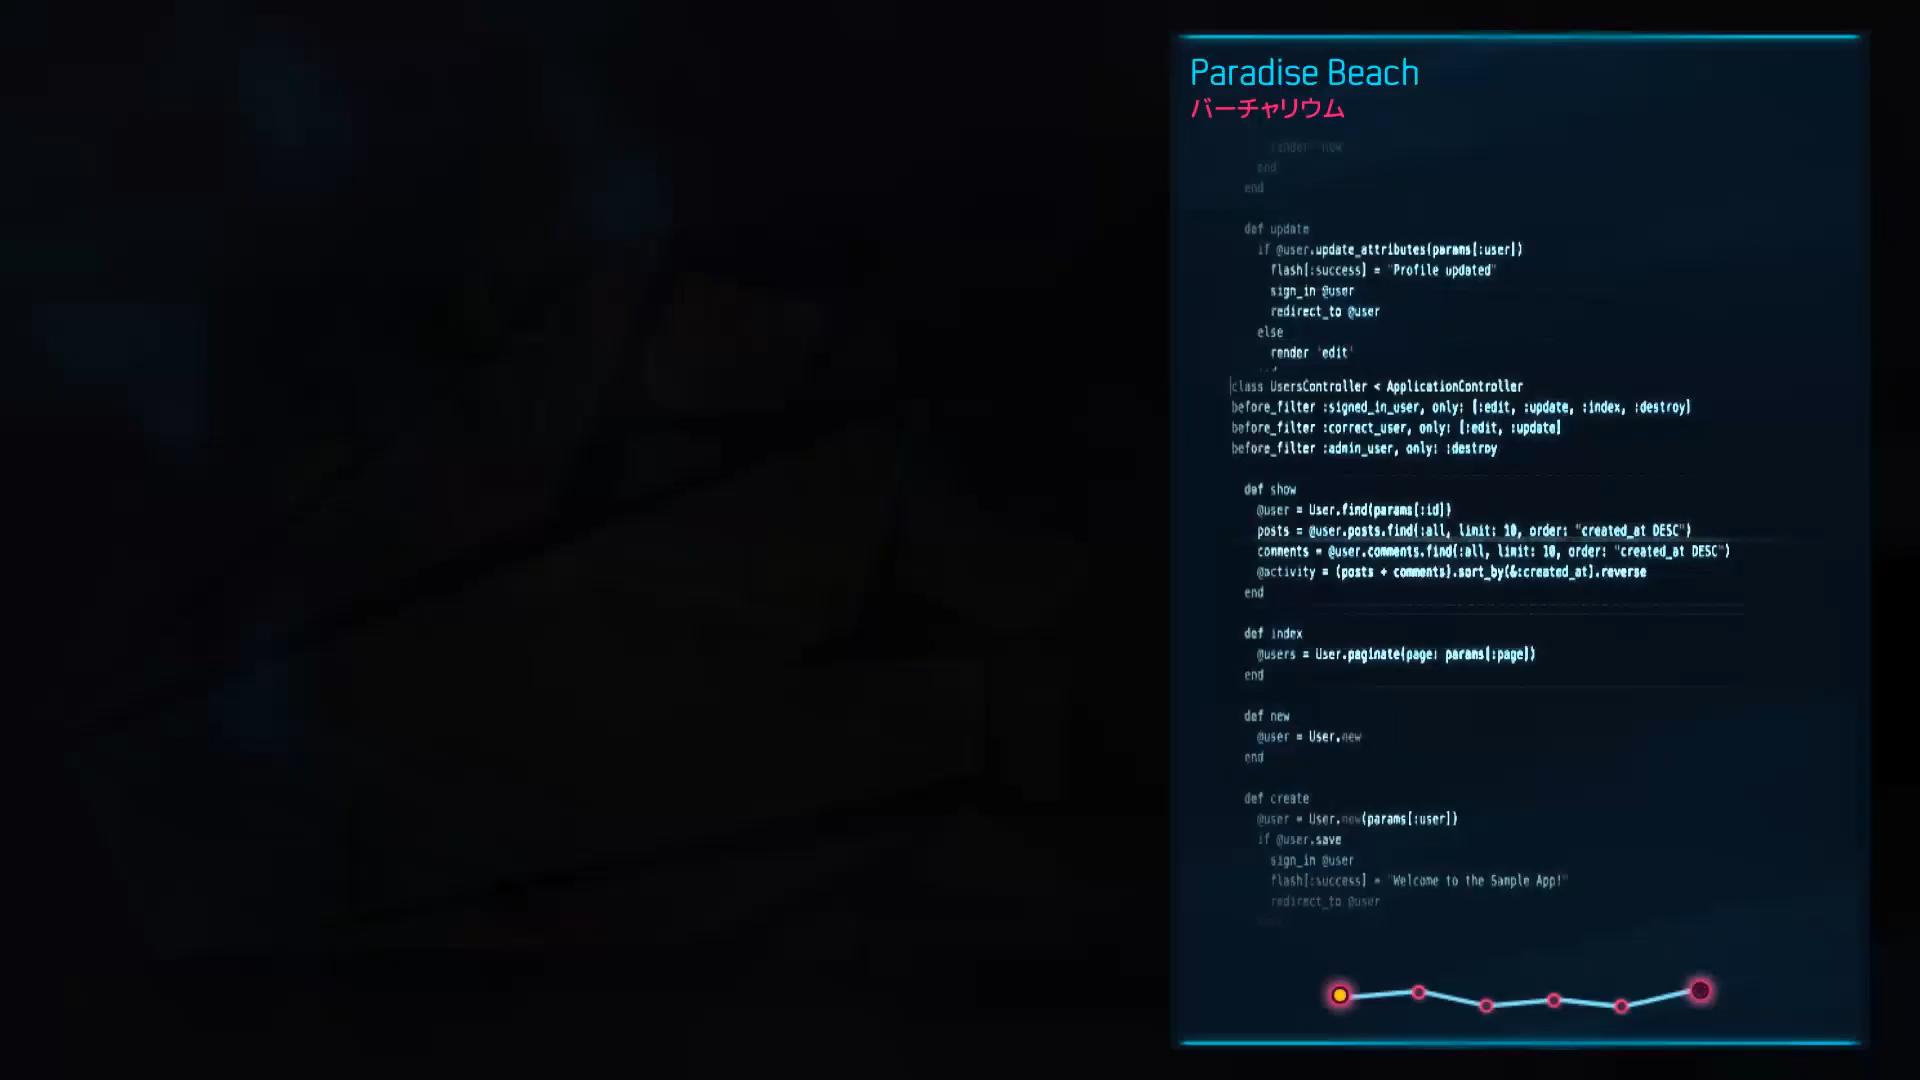 Paradise Beach
バーチャリウム
render new
end
end
def update
if @user.update_attributes(params[:user])
flash[:success] = "Profile updated"
sign_in @user
redirect_to @user
else
render 'edit'
class UsersController < ApplicationController
before_filter :signed_in_user, only: [:edit, :update, :index, :destroy]
before_filter :correct_user, only: [:edit, :update]
before_filter :admin_user, only: :destroy
def show
@user = User.find(params[:id])
posts = @user.posts.find(:all, limit: 10, order: "created_at DESC")
comments = @user.comments.find(:all, limit: 10, order: "created_at DESC")
@activity = (posts + comments).sort_by(&:created_at).reverse
end
def index
@users = User.paginate(page: params[:page])
end
def new
@user = User.new
end
def create
@user = User.new(params[:user])
if @user.save
sign_in @user
flash[:success] = "Welcome to the Sample App!"
redirect_to @user